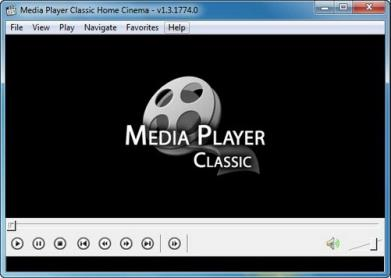 Media Player Classic Home Cinema - v1.3.1774.0
File View Play Navigate Favorites Help
MEDIA PLAYER
CLASSIC